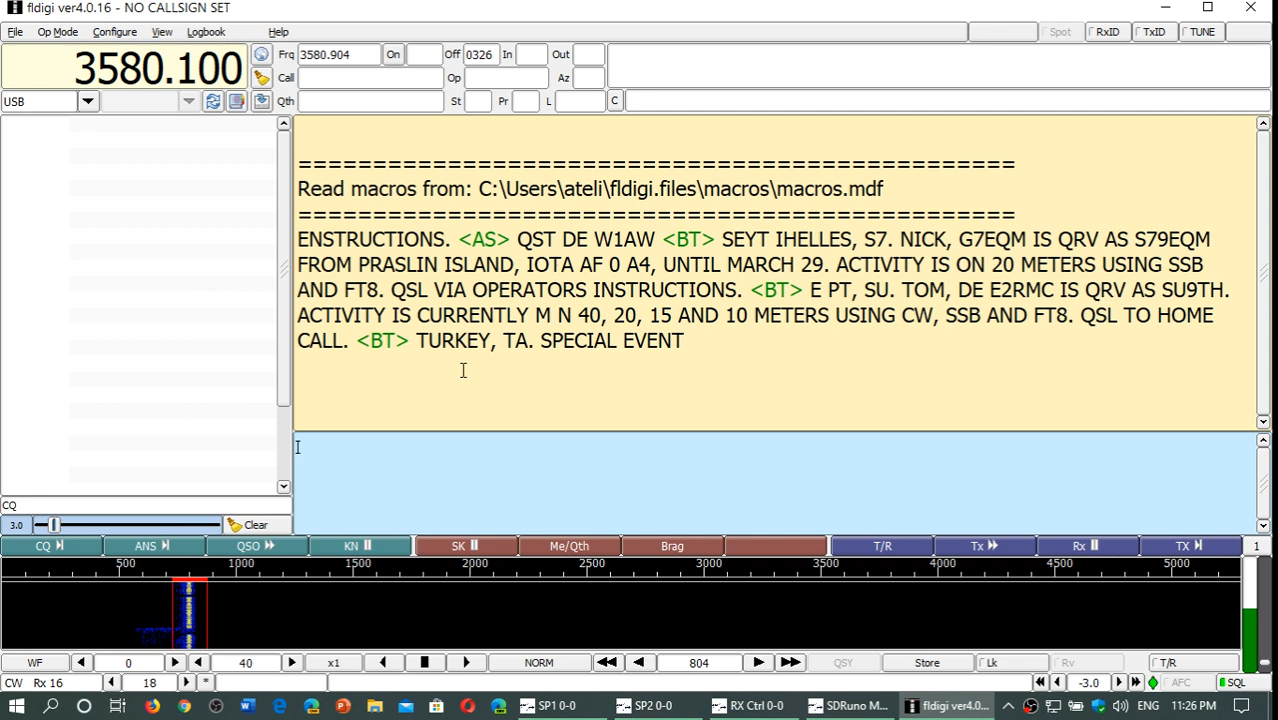 fldigi ver4.0.16 - NO CALLSIGN SET
File Op Mode Configure View Logbook Help
Spot RxID TxID TUNE
3580.100
Frq 3580.904 On Off 0326 In Out
Call Op Az
USB
Qth St Pr L C
================================================
Read macros from: C:\Users\ateli\fldigi.files\macros\macros.mdf
================================================
ENSTRUCTIONS. <AS> QST DE W1AW <BT> SEYT IHELLES, S7. NICK, G7EQM IS QRV AS S79EQM
FROM PRASLIN ISLAND, IOTA AF 0 A4, UNTIL MARCH 29. ACTIVITY IS ON 20 METERS USING SSB
AND FT8. QSL VIA OPERATORS INSTRUCTIONS. <BT> E PT, SU. TOM, DE E2RMC IS QRV AS SU9TH.
ACTIVITY IS CURRENTLY M N 40, 20, 15 AND 10 METERS USING CW, SSB AND FT8. QSL TO HOME
CALL. <BT> TURKEY, TA. SPECIAL EVENT
CQ
3.0 Clear
CQ ANS QSO KN SK Me/Qth Brag T/R Tx Rx TX 1
500 1000 1500 2000 2500 3000 3500 4000 4500 5000
WF 0 40 x1 NORM 804 QSY Store Lk Rv T/R
CW Rx 16 18 * -3.0 AFC SQL
SP1 0-0 SP2 0-0 RX Ctrl 0-0 SDRuno M... fldigi ver4.0... 11:26 PM